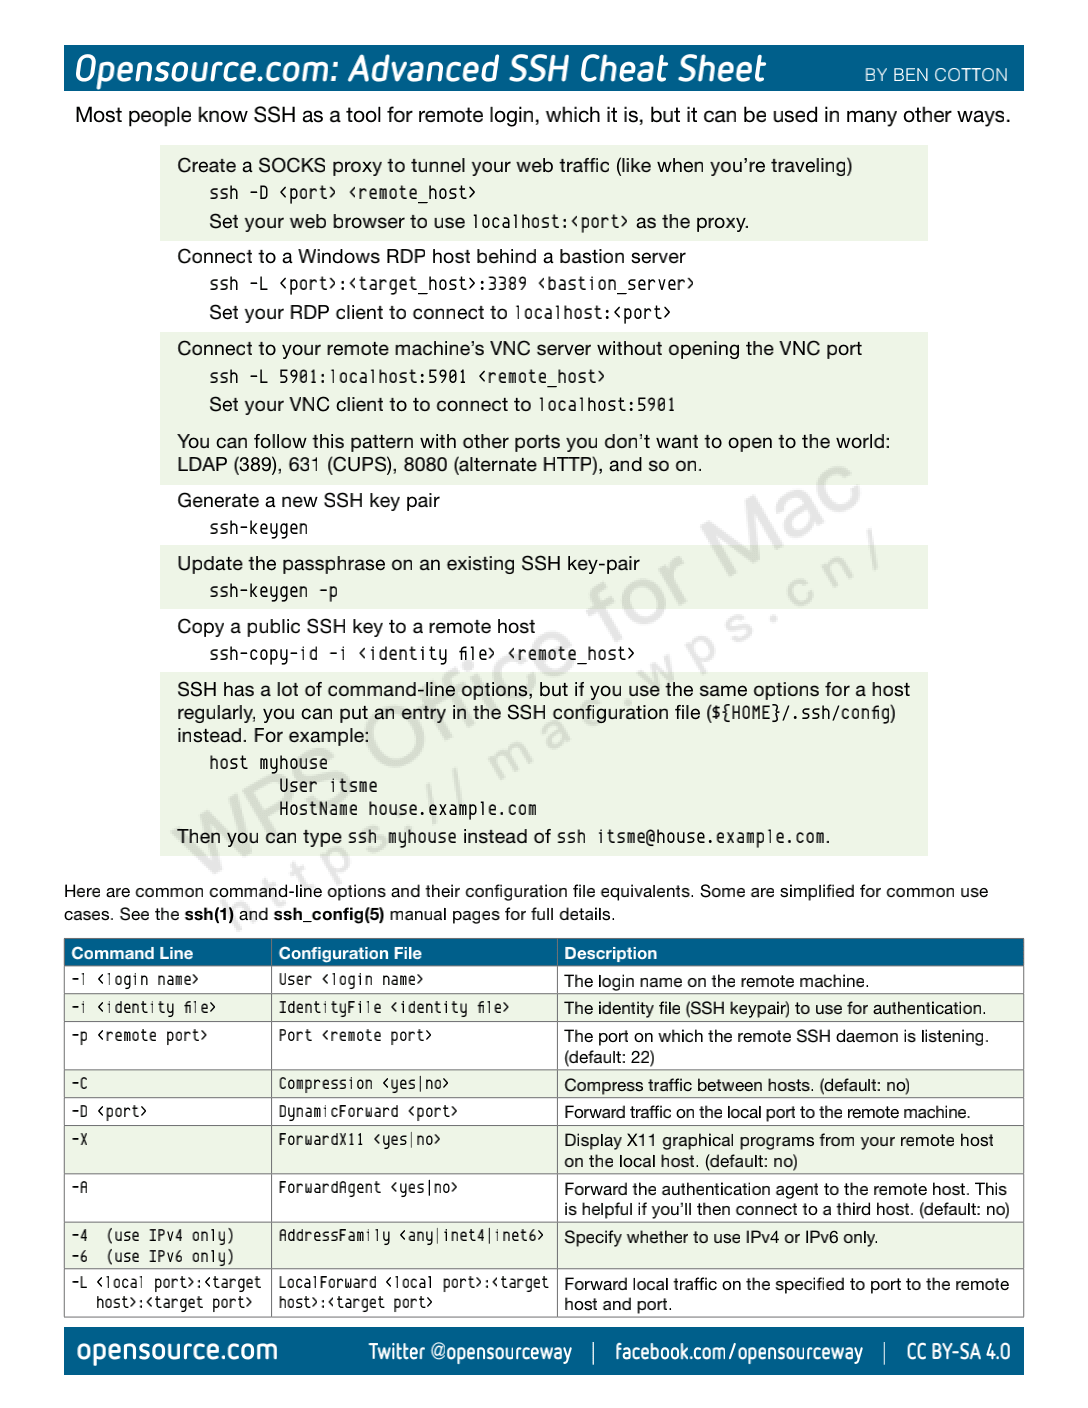 Opensource.com: Advanced SSH Cheat Sheet BY BEN COTTON
Most people know SSH as a tool for remote login, which it is, but it can be used in many other ways.
Create a SOCKS proxy to tunnel your web traffic (like when you’re traveling)
ssh -D <port> <remote_host>
Set your web browser to use localhost:<port> as the proxy.
Connect to a Windows RDP host behind a bastion server
ssh -L <port>:<target_host>:3389 <bastion_server>
Set your RDP client to connect to localhost:<port>
Connect to your remote machine’s VNC server without opening the VNC port
ssh -L 5901:localhost:5901 <remote_host>
Set your VNC client to to connect to localhost:5901
You can follow this pattern with other ports you don’t want to open to the world:
LDAP (389), 631 (CUPS), 8080 (alternate HTTP), and so on.
Generate a new SSH key pair
ssh-keygen
Update the passphrase on an existing SSH key-pair
ssh-keygen -p
Copy a public SSH key to a remote host
ssh-copy-id -i <identity file> <remote_host>
SSH has a lot of command-line options, but if you use the same options for a host
regularly, you can put an entry in the SSH configuration file (${HOME}/.ssh/config)
instead. For example:
host myhouse
User itsme
HostName house.example.com
Then you can type ssh myhouse instead of ssh itsme@house.example.com.
WPS Office for Mac
https://mac.wps.cn/
Here are common command-line options and their configuration file equivalents. Some are simplified for common use
cases. See the ssh(1) and ssh_config(5) manual pages for full details.
Command Line Configuration File Description
-l <login name> User <login name> The login name on the remote machine.
-i <identity file> IdentityFile <identity file> The identity file (SSH keypair) to use for authentication.
-p <remote port> Port <remote port> The port on which the remote SSH daemon is listening.
(default: 22)
-C Compression <yes|no> Compress traffic between hosts. (default: no)
-D <port> DynamicForward <port> Forward traffic on the local port to the remote machine.
-X ForwardX11 <yes|no> Display X11 graphical programs from your remote host
on the local host. (default: no)
-A ForwardAgent <yes|no> Forward the authentication agent to the remote host. This
is helpful if you’ll then connect to a third host. (default: no)
-4 (use IPv4 only) AddressFamily <any|inet4|inet6> Specify whether to use IPv4 or IPv6 only.
-6 (use IPv6 only)
-L <local port>:<target LocalForward <local port>:<target Forward local traffic on the specified to port to the remote
host>:<target port> host>:<target port> host and port.
opensource.com Twitter @opensourceway | facebook.com/opensourceway | CC BY-SA 4.0